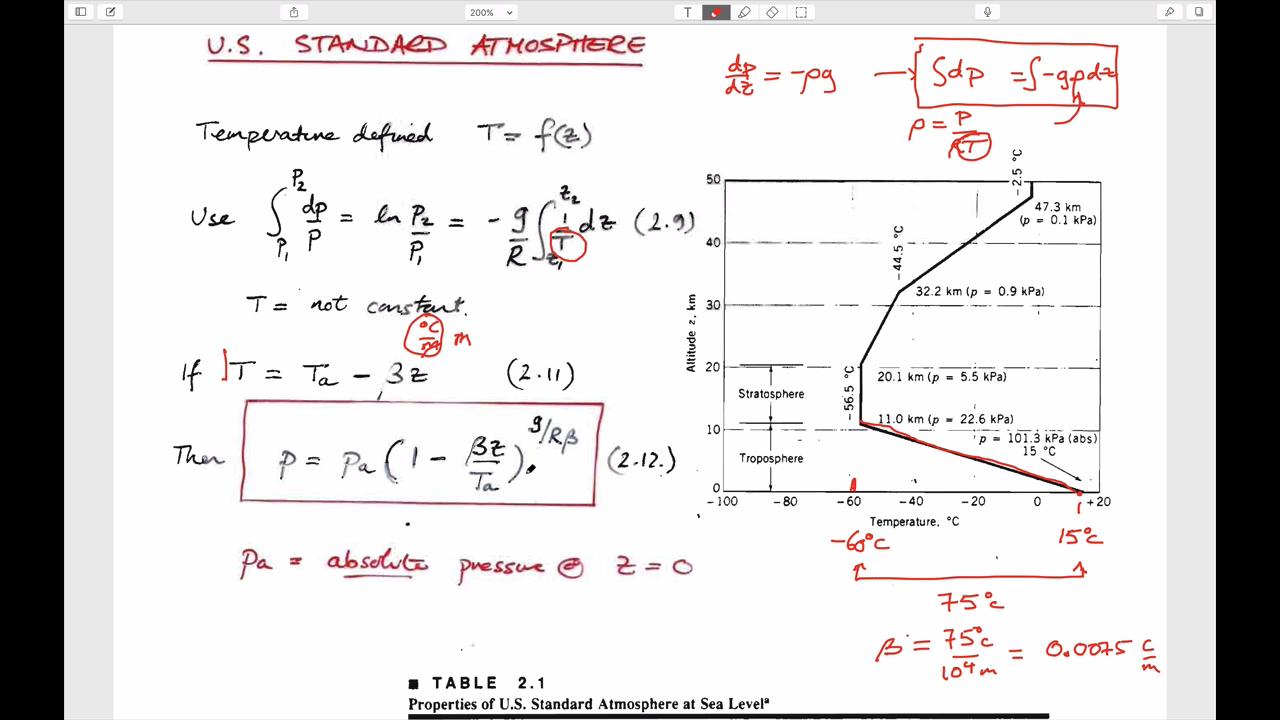 200%
U.S. STANDARD ATMOSPHERE
dp/dz = -ρg → ∫dp = ∫-gρdz
ρ = P/RT
Temperature defined T = f(z)
Use ∫_{P₁}^{P₂} dp/p = ln P₂/P₁ = - g/R ∫_{z₁}^{z₂} 1/T dz (2.9)
T = not constant.
°C/m m
If T = Ta - βz (2.11)
Then p = pa (1 - βz/Ta)^{g/Rβ} (2.12.)
pa = absolute pressure @ z = 0
Altitude z, km
50
40
30
20
10
0
-2.5 °C
47.3 km
(p = 0.1 kPa)
-44.5 °C
32.2 km (p = 0.9 kPa)
20.1 km (p = 5.5 kPa)
-56.5 °C
Stratosphere
11.0 km (p = 22.6 kPa)
p = 101.3 kPa (abs)
15 °C
Troposphere
-100 -80 -60 -40 -20 0 +20
Temperature, °C
-60°C 15°C
75°C
β = 75°C/10⁴m = 0.0075 C/m
■ TABLE 2.1
Properties of U.S. Standard Atmosphere at Sea Levelᵃ